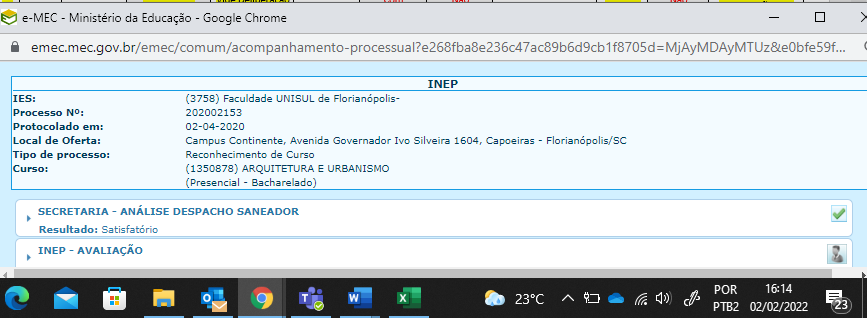 e-MEC - Ministério da Educação - Google Chrome
emec.mec.gov.br/emec/comum/acompanhamento-processual?e268fba8e236c47ac89b6d9cb1f8705d=MjAyMDAyMTUz&e0bfe59f...
INEP
IES: (3758) Faculdade UNISUL de Florianópolis-
Processo Nº: 202002153
Protocolado em: 02-04-2020
Local de Oferta: Campus Continente, Avenida Governador Ivo Silveira 1604, Capoeiras - Florianópolis/SC
Tipo de processo: Reconhecimento de Curso
Curso: (1350878) ARQUITETURA E URBANISMO
(Presencial - Bacharelado)
SECRETARIA - ANÁLISE DESPACHO SANEADOR
Resultado: Satisfatório
INEP - AVALIAÇÃO
23°C
POR
PTB2
16:14
02/02/2022
23